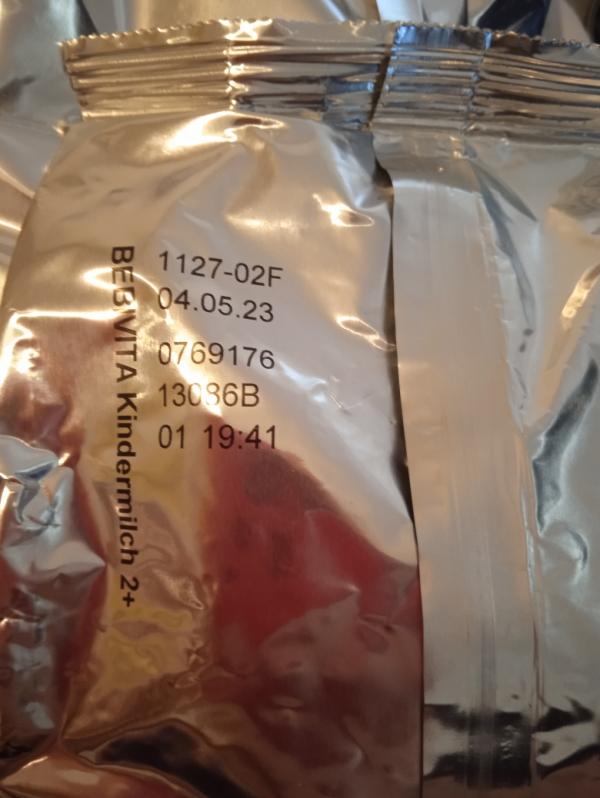 BEBIVITA Kindermilch 2+
1127-02F
04.05.23
0769176
13086B
01 19:41